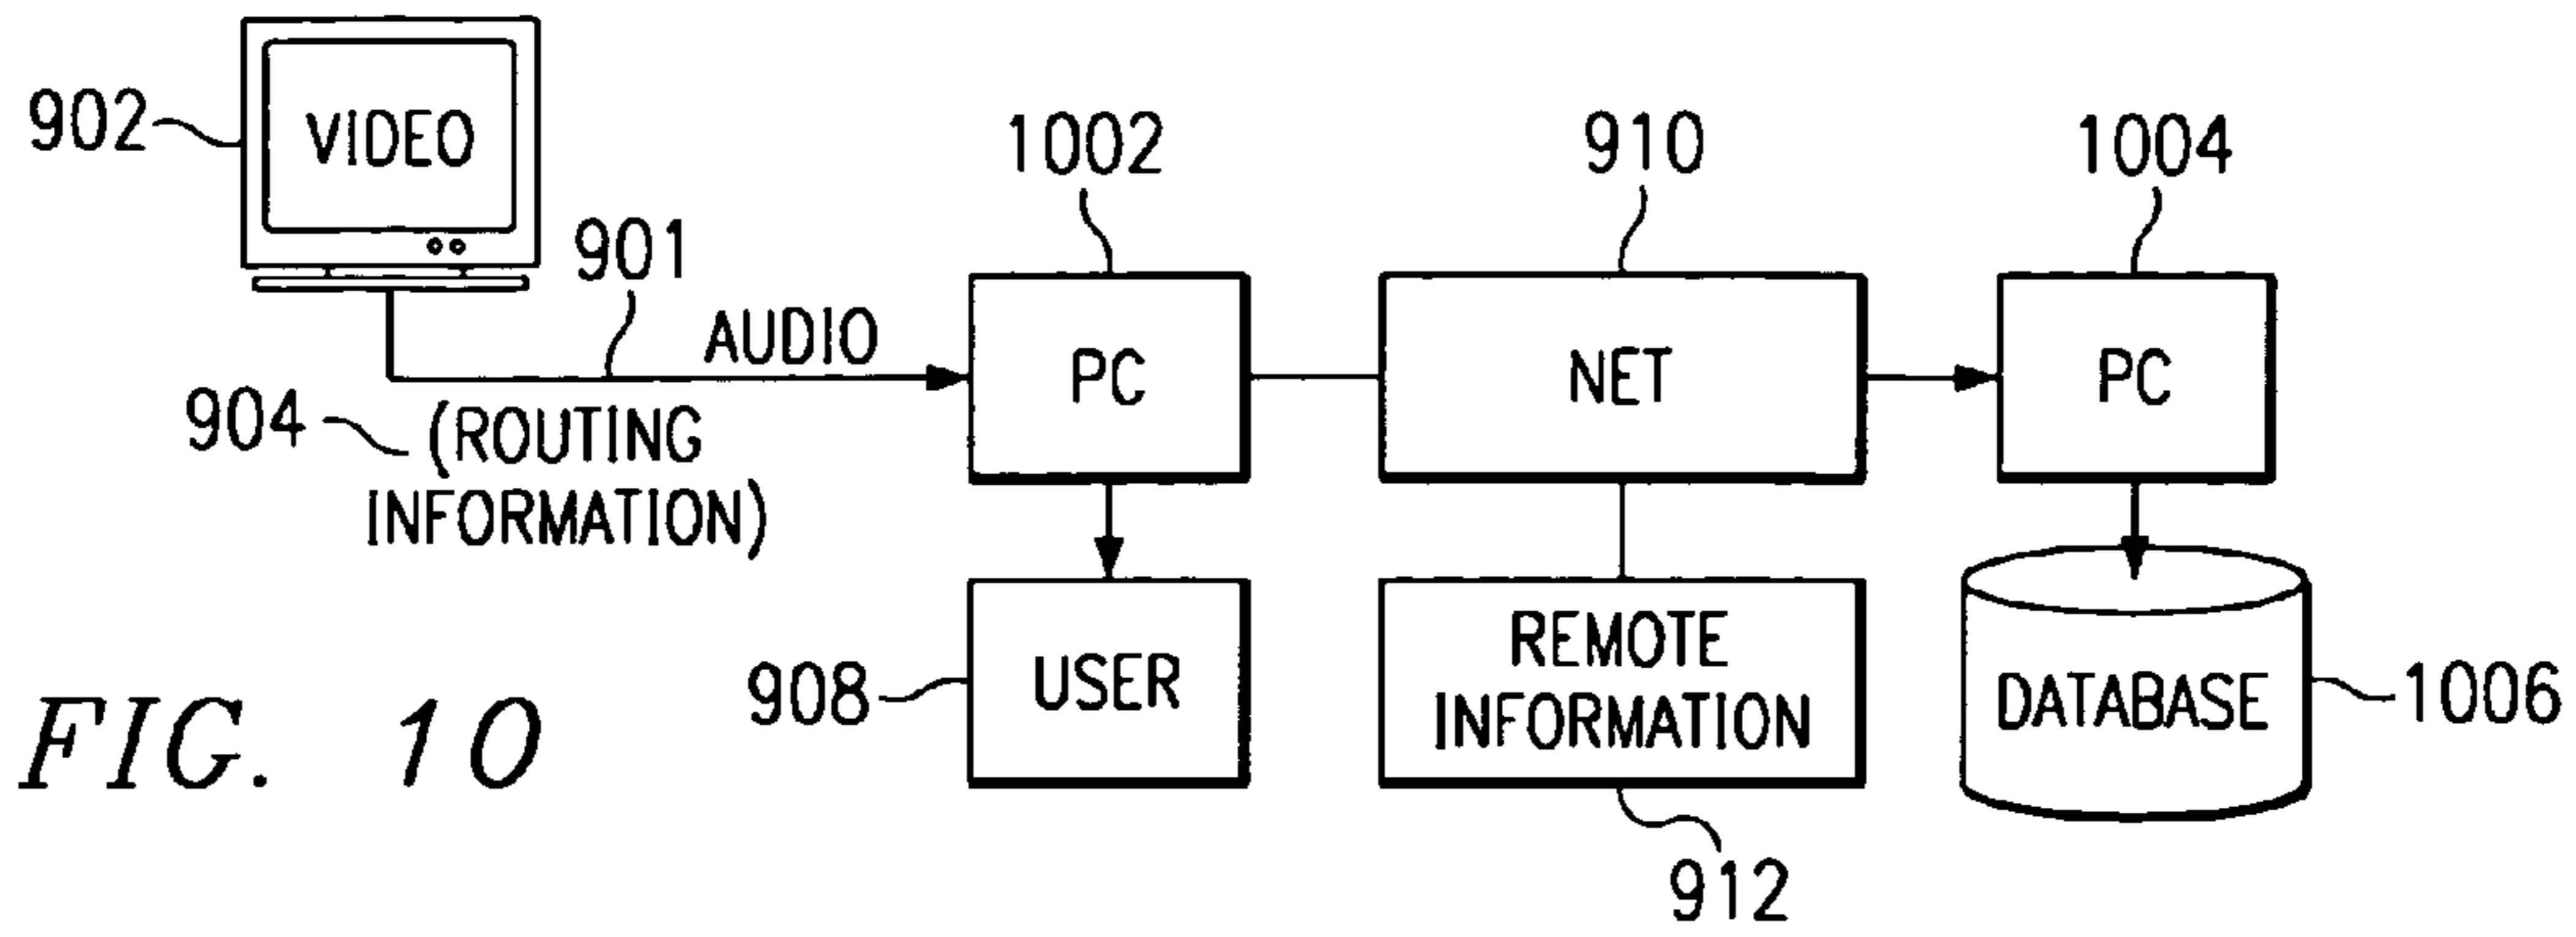 902
VIDEO
901
AUDIO
904
(ROUTING
INFORMATION)
1002
PC
910
NET
1004
PC
908
USER
REMOTE
INFORMATION
912
DATABASE
1006
FIG. 10